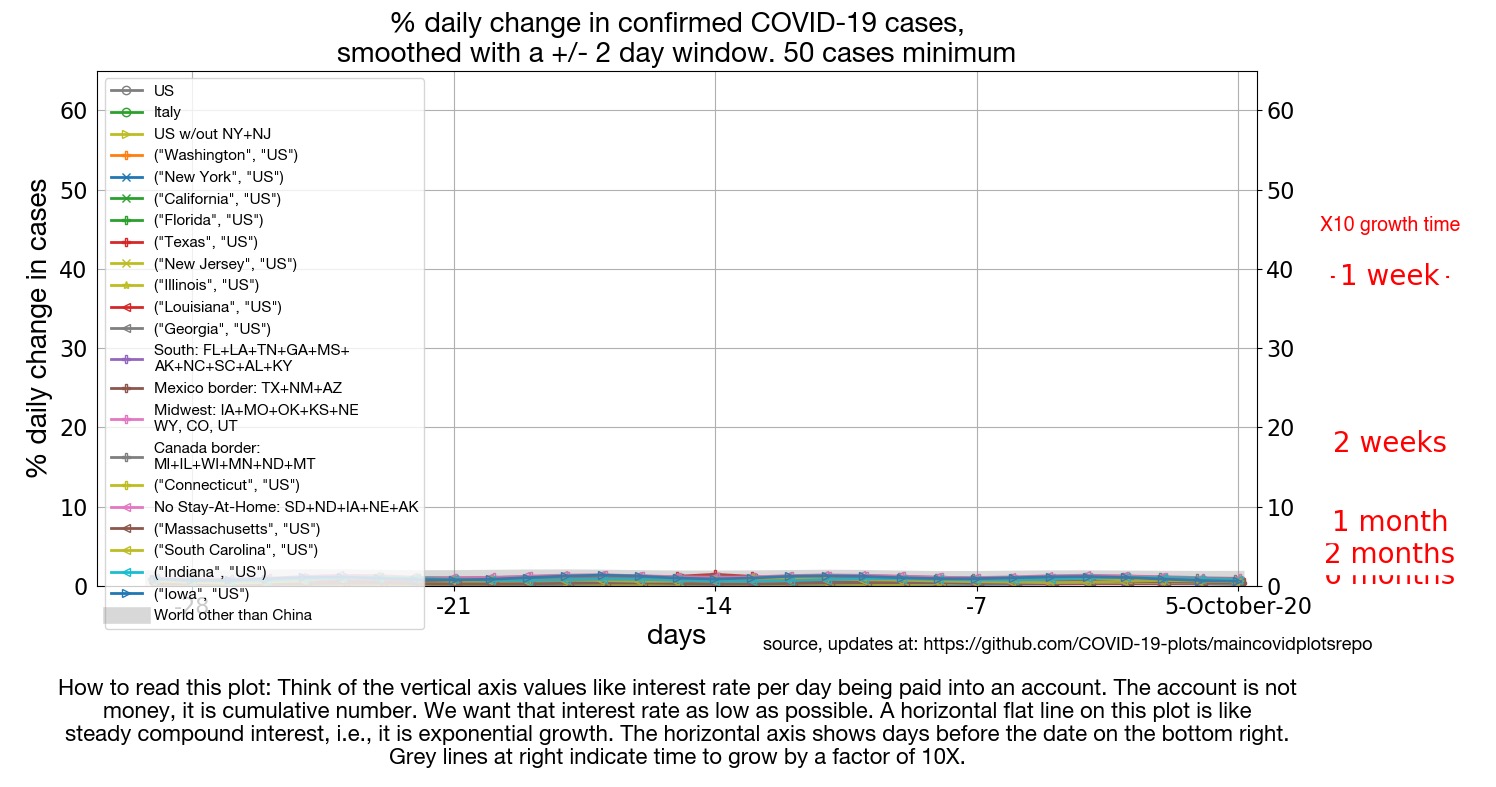 % daily change in confirmed COVID-19 cases,
smoothed with a +/- 2 day window. 50 cases minimum
% daily change in cases
60
50
40
30
20
10
0
US
Italy
US w/out NY+NJ
("Washington", "US")
("New York", "US")
("California", "US")
("Florida", "US")
("Texas", "US")
("New Jersey", "US")
("Illinois", "US")
("Louisiana", "US")
("Georgia", "US")
South: FL+LA+TN+GA+MS+
AK+NC+SC+AL+KY
Mexico border: TX+NM+AZ
Midwest: IA+MO+OK+KS+NE
WY, CO, UT
Canada border:
MI+IL+WI+MN+ND+MT
("Connecticut", "US")
No Stay-At-Home: SD+ND+IA+NE+AK
("Massachusetts", "US")
("South Carolina", "US")
("Indiana", "US")
("Iowa", "US")
World other than China
60
50
40
30
20
10
0
X10 growth time
1 week
2 weeks
1 month
2 months
6 months
-28
-21
-14
-7
5-October-20
days
source, updates at: https://github.com/COVID-19-plots/maincovidplotsrepo
How to read this plot: Think of the vertical axis values like interest rate per day being paid into an account. The account is not
money, it is cumulative number. We want that interest rate as low as possible. A horizontal flat line on this plot is like
steady compound interest, i.e., it is exponential growth. The horizontal axis shows days before the date on the bottom right.
Grey lines at right indicate time to grow by a factor of 10X.